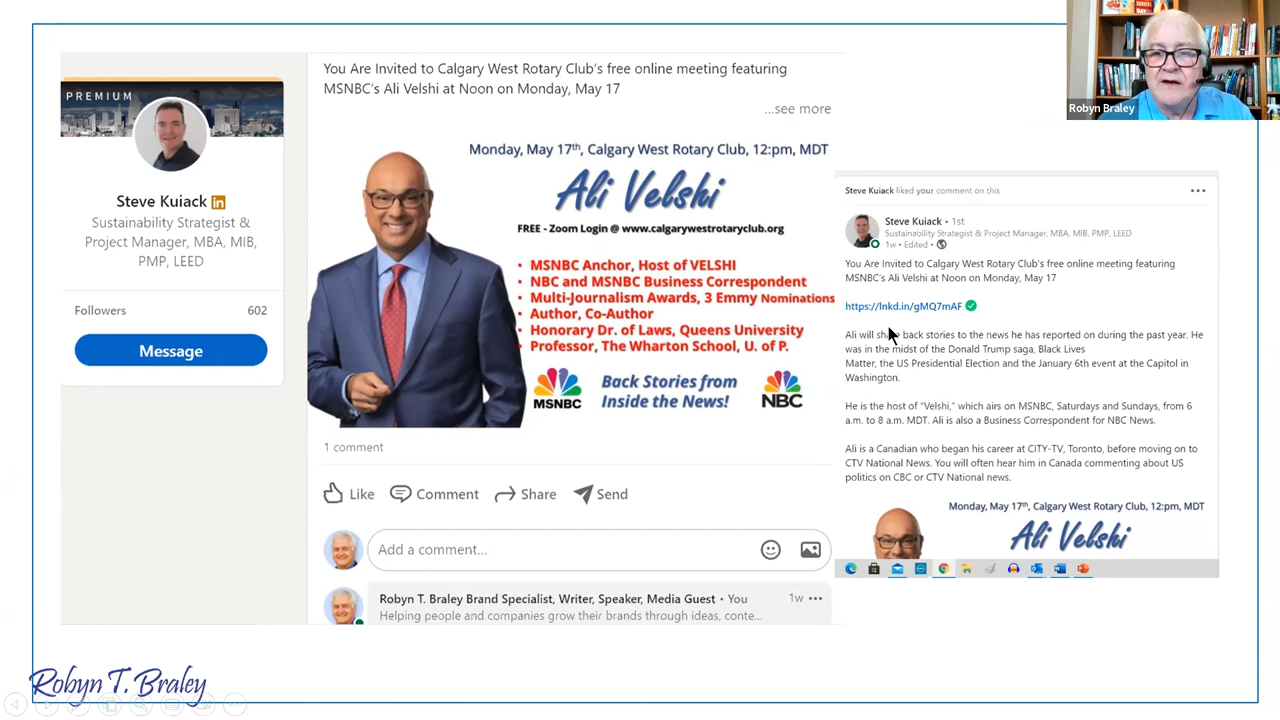 PREMIUM
Steve Kuiack in
Sustainability Strategist &
Project Manager, MBA, MIB,
PMP, LEED
Followers 602
Message
You Are Invited to Calgary West Rotary Club's free online meeting featuring
MSNBC's Ali Velshi at Noon on Monday, May 17
...see more
Monday, May 17th, Calgary West Rotary Club, 12:pm, MDT
Ali Velshi
FREE - Zoom Login @ www.calgarywestrotaryclub.org
• MSNBC Anchor, Host of VELSHI
• NBC and MSNBC Business Correspondent
• Multi-Journalism Awards, 3 Emmy Nominations
• Author, Co-Author
• Honorary Dr. of Laws, Queens University
• Professor, The Wharton School, U. of P.
MSNBC
Back Stories from
Inside the News!
NBC
1 comment
Like Comment Share Send
Add a comment...
Robyn T. Braley Brand Specialist, Writer, Speaker, Media Guest • You 1w •••
Helping people and companies grow their brands through ideas, conte...
Robyn Braley
Steve Kuiack liked your comment on this •••
Steve Kuiack • 1st
Sustainability Strategist & Project Manager, MBA, MIB, PMP, LEED
1w • Edited •
You Are Invited to Calgary West Rotary Club's free online meeting featuring
MSNBC's Ali Velshi at Noon on Monday, May 17
https://lnkd.in/gMQ7mAF
Ali will back stories to the news he has reported on during the past year. He
was in the midst of the Donald Trump saga, Black Lives
Matter, the US Presidential Election and the January 6th event at the Capitol in
Washington.
He is the host of "Velshi," which airs on MSNBC, Saturdays and Sundays, from 6
a.m. to 8 a.m. MDT. Ali is also a Business Correspondent for NBC News.
Ali is a Canadian who began his career at CITY-TV, Toronto, before moving on to
CTV National News. You will often hear him in Canada commenting about US
politics on CBC or CTV National news.
Monday, May 17th, Calgary West Rotary Club, 12:pm, MDT
Ali Velshi
Robyn T. Braley